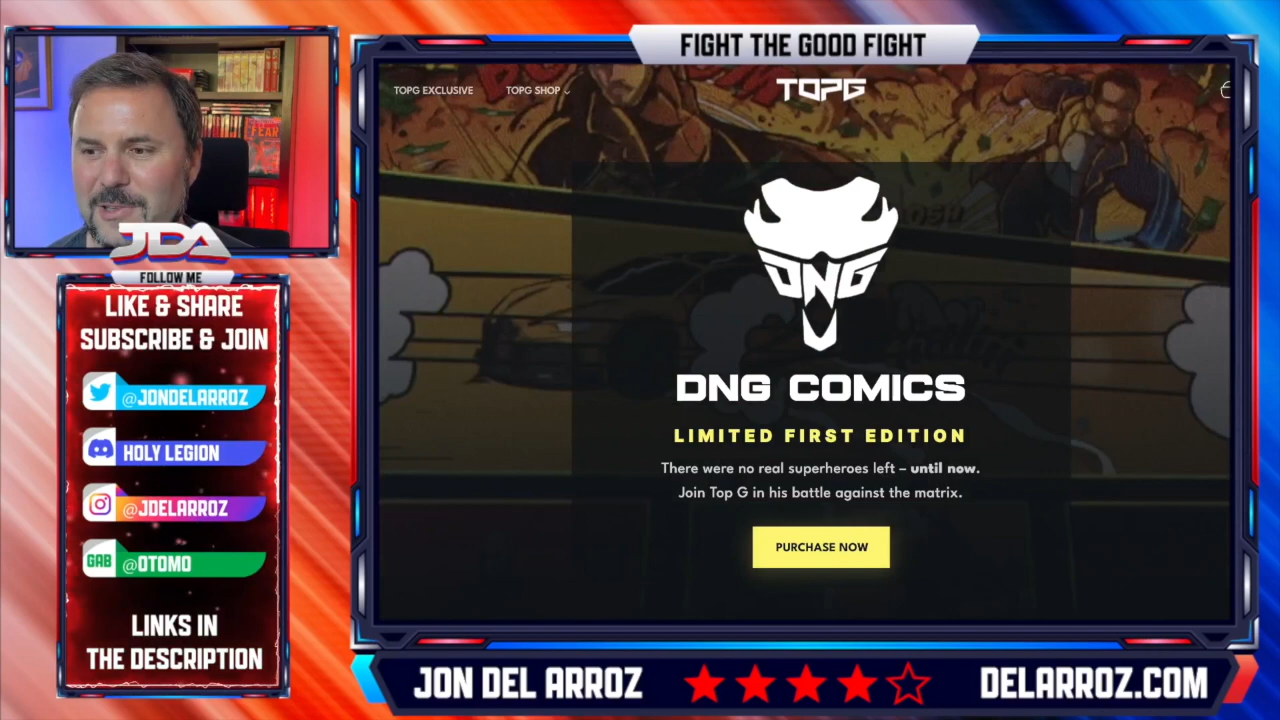 FIGHT THE GOOD FIGHT
TOPG EXCLUSIVE
TOPG SHOP
TOPG
FEAR
DNG
DNG COMICS
LIMITED FIRST EDITION
There were no real superheroes left – until now.
Join Top G in his battle against the matrix.
PURCHASE NOW
JDA
FOLLOW ME
LIKE & SHARE
SUBSCRIBE & JOIN
@JONDELARROZ
HOLY LEGION
@JDELARROZ
GAB @OTOMO
LINKS IN
THE DESCRIPTION
JON DEL ARROZ
DELARROZ.COM